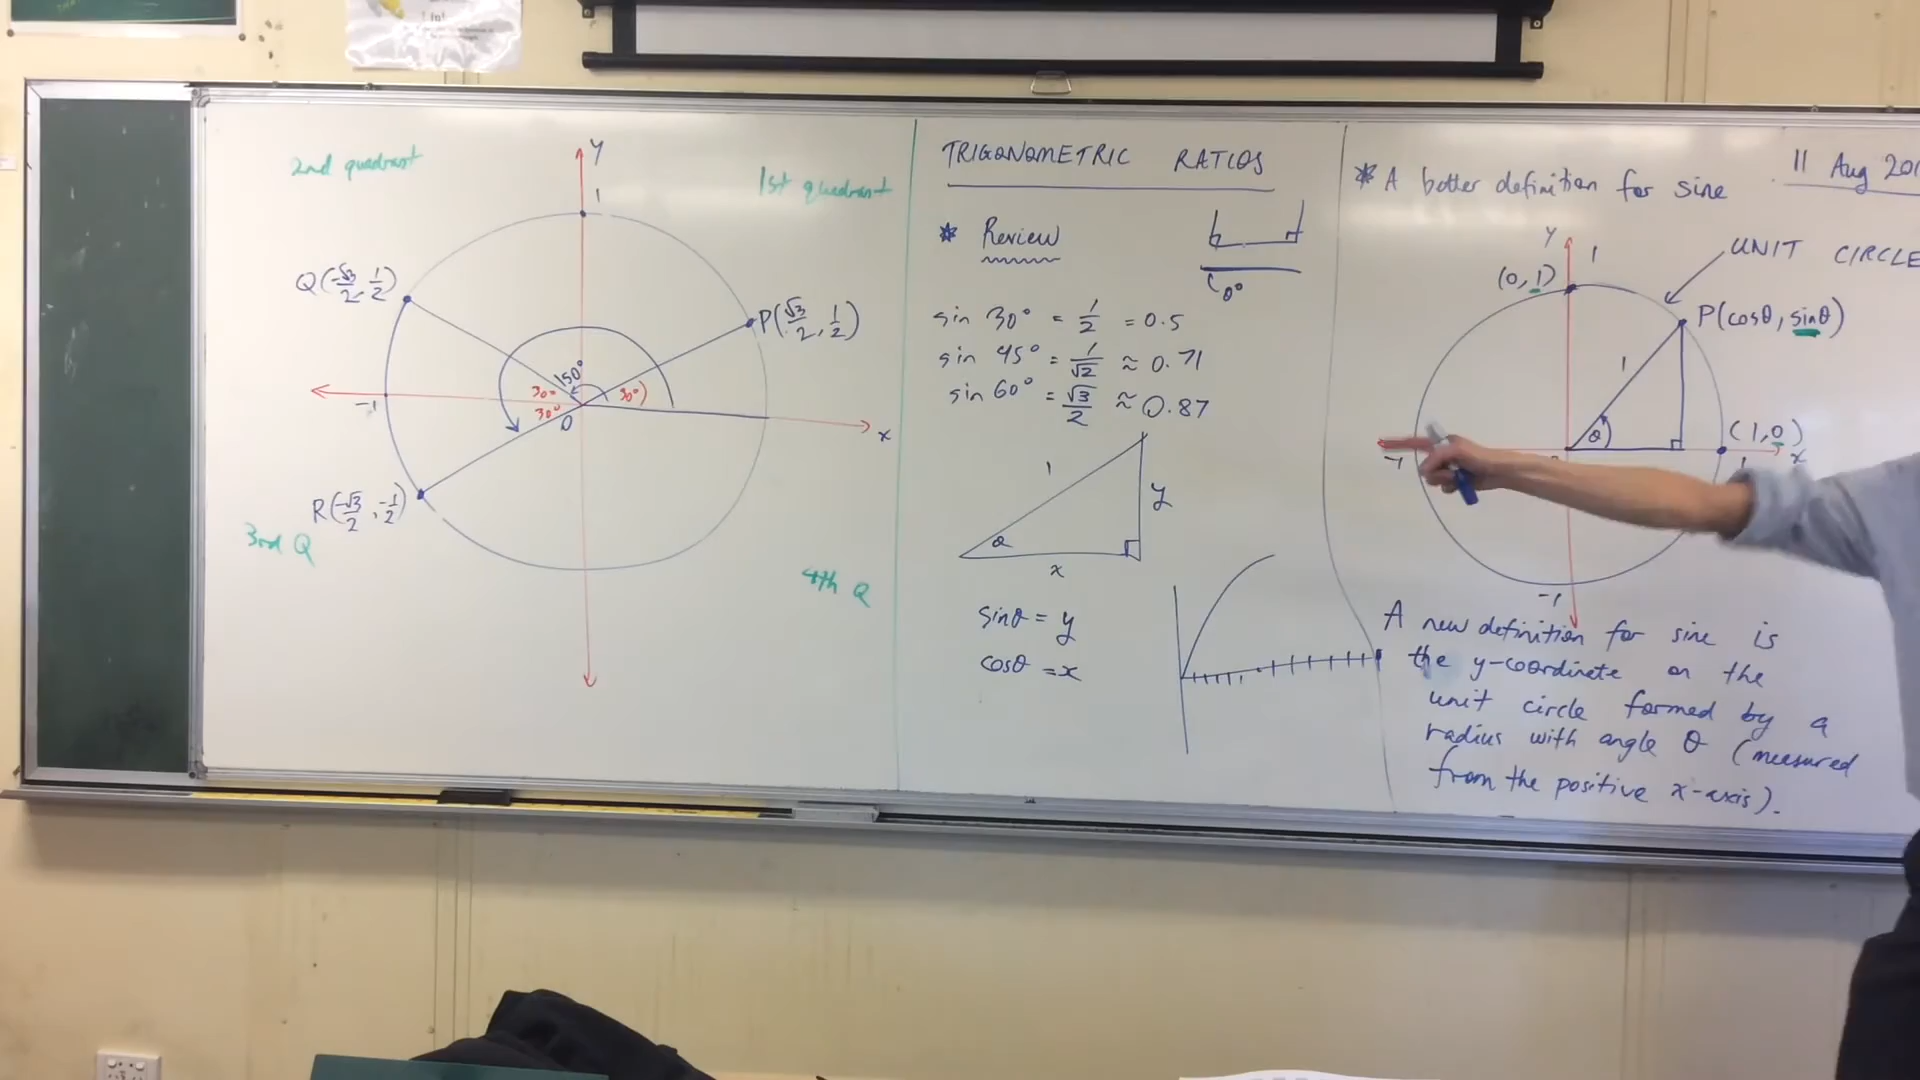 2nd quadrant
1st quadrant
y
1
Q(-√3/2, 1/2)
P(√3/2, 1/2)
150°
30°
30°
30°
-1
O
x
R(-√3/2, -1/2)
3rd Q
4th Q
TRIGONOMETRIC RATIOS
* Review
0°
sin 30° = 1/2 = 0.5
sin 45° = 1/√2 ≈ 0.71
sin 60° = √3/2 ≈ 0.87
1
y
θ
x
sinθ = y
cosθ = x
11 Aug 201
* A better definition for sine
y
1
UNIT CIRCLE
(0,1)
P(cosθ, sinθ)
1
θ
(1,0)
-1
x
1
-1
A new definition for sine is
the y-coordinate on the
unit circle formed by a
radius with angle θ (measured
from the positive x-axis).